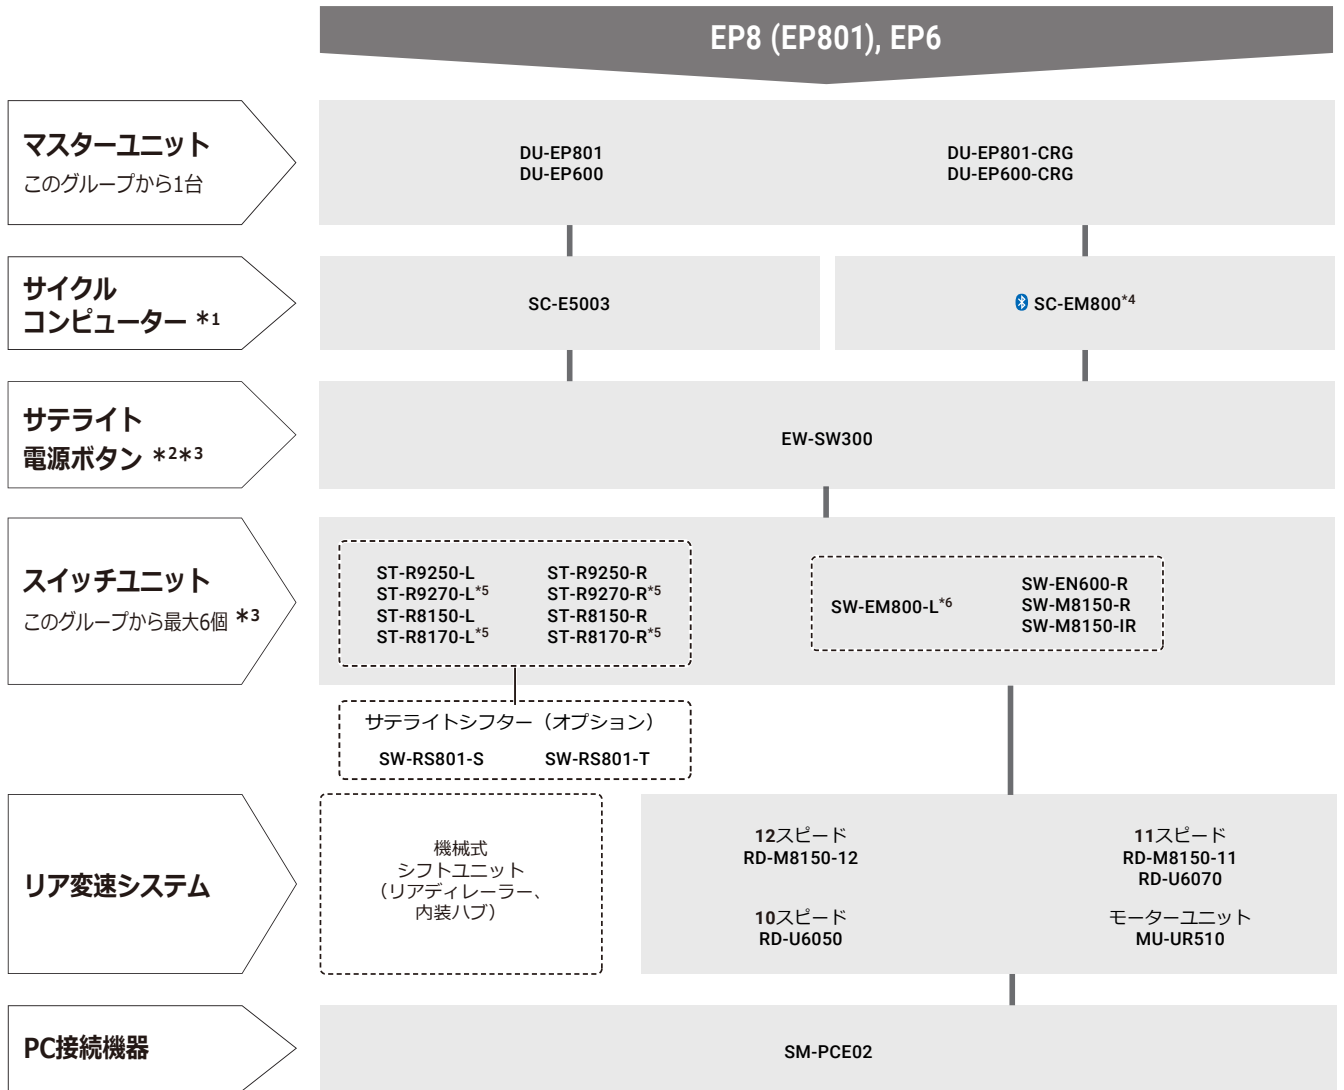 EP8 (EP801), EP6
マスターユニット
このグループから1台
DU-EP801
DU-EP600
DU-EP801-CRG
DU-EP600-CRG
サイクル
コンピューター *1
SC-E5003
SC-EM800*4
サテライト
電源ボタン *2*3
EW-SW300
スイッチユニット
このグループから最大6個 *3
ST-R9250-L
ST-R9270-L*5
ST-R8150-L
ST-R8170-L*5
ST-R9250-R
ST-R9270-R*5
ST-R8150-R
ST-R8170-R*5
SW-EM800-L*6
SW-EN600-R
SW-M8150-R
SW-M8150-IR
サテライトシフター（オプション）
SW-RS801-S
SW-RS801-T
リア変速システム
機械式
シフトユニット
（リアディレーラー、
内装ハブ）
12スピード
RD-M8150-12
11スピード
RD-M8150-11
RD-U6070
10スピード
RD-U6050
モーターユニット
MU-UR510
PC接続機器
SM-PCE02